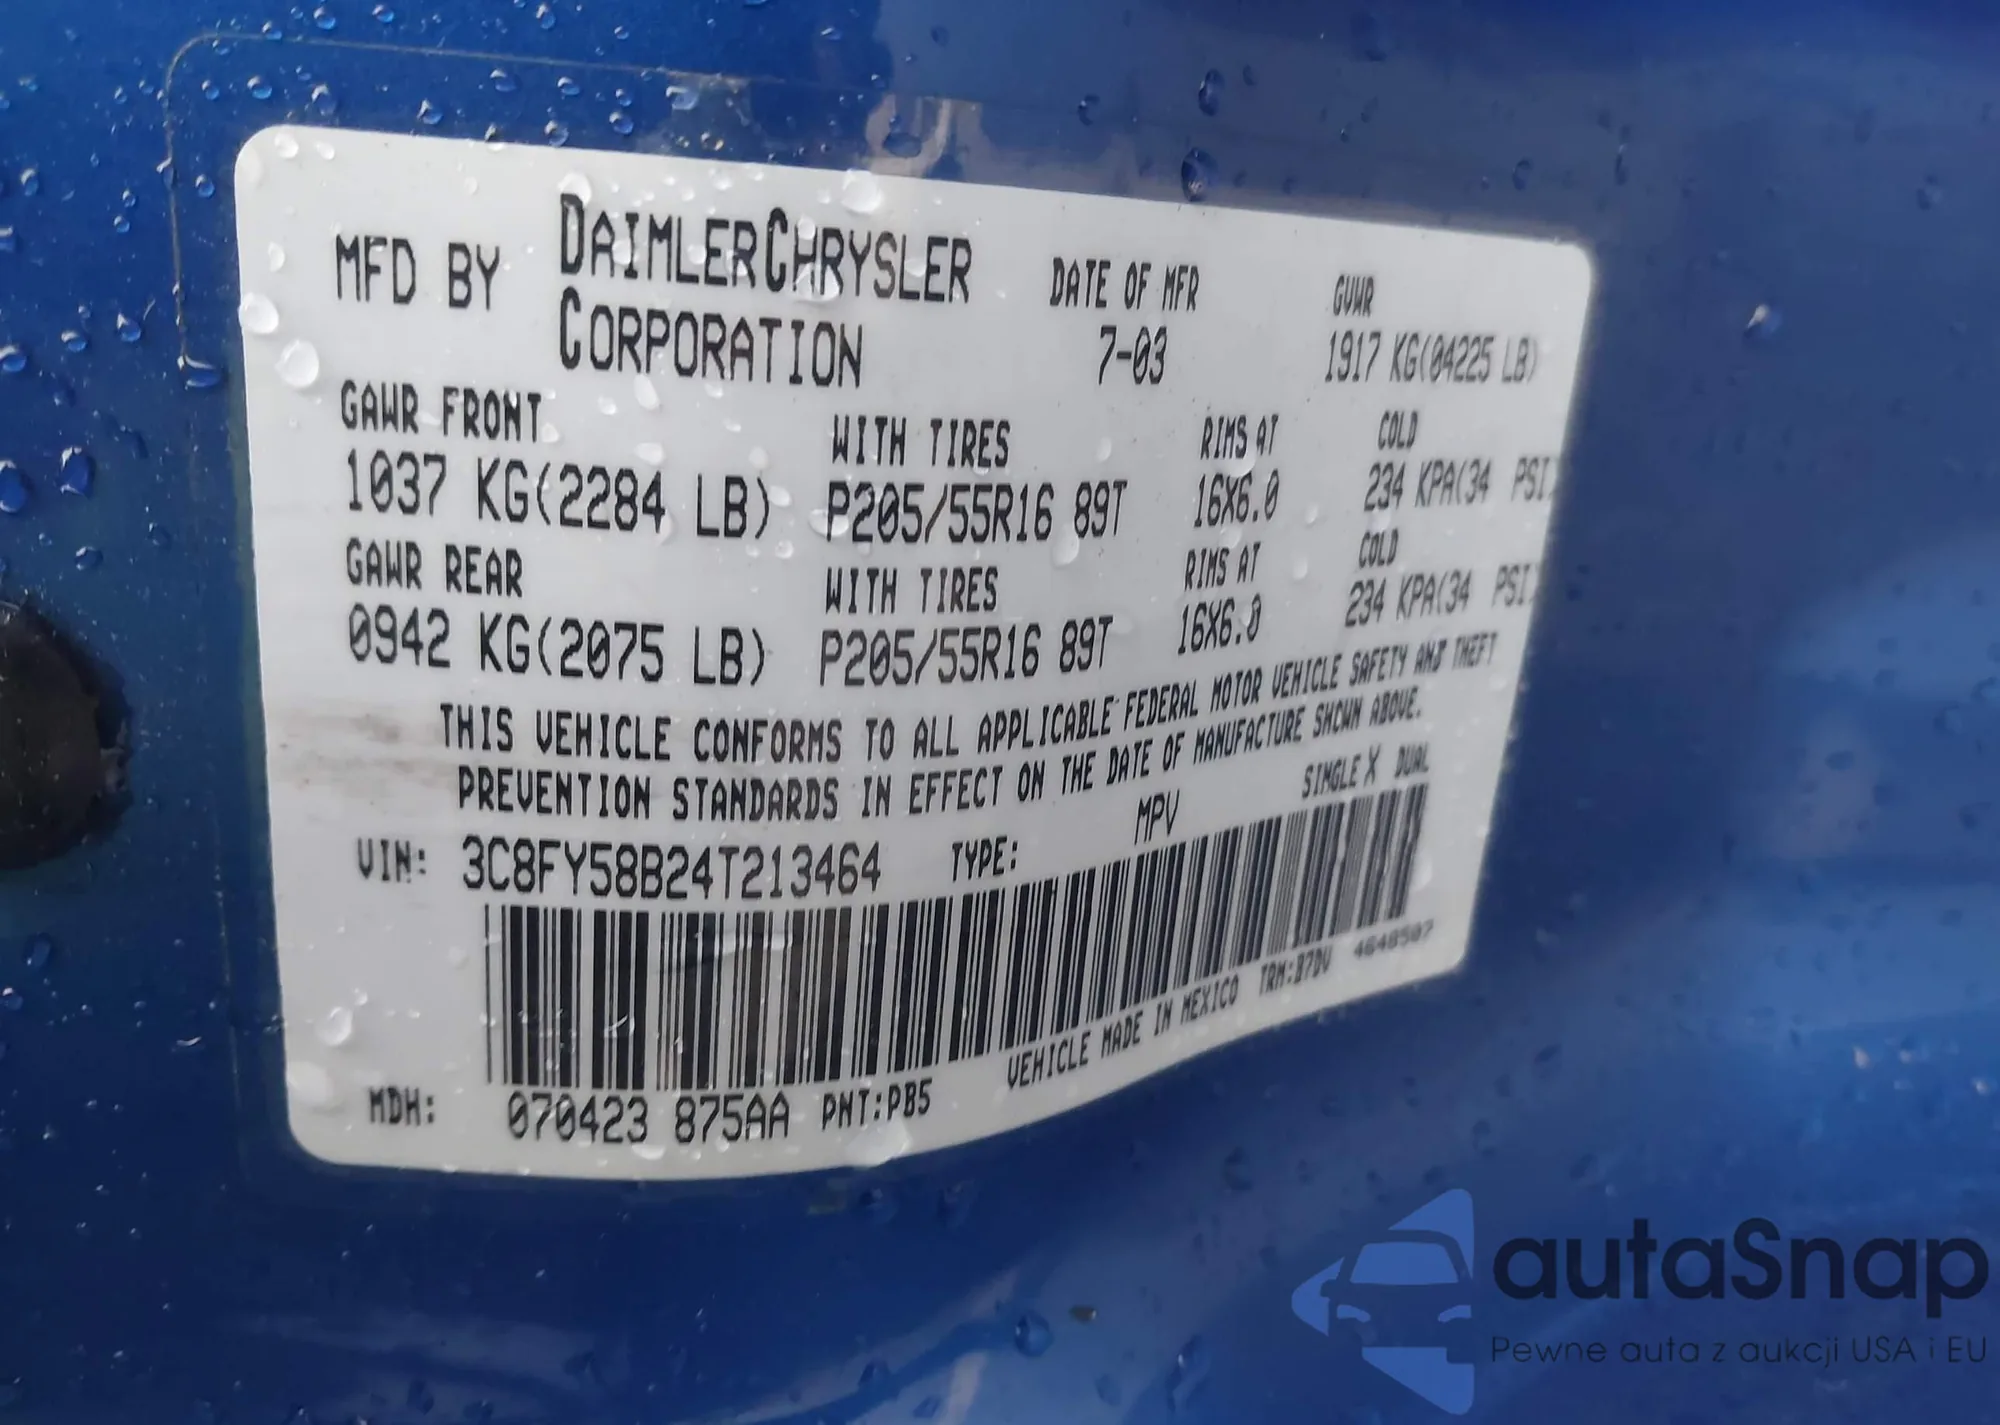 MFD BY DAIMLERCHRYSLER CORPORATION
DATE OF MFR 7-03
GVWR 1917 KG(04225 LB)
GAWR FRONT WITH TIRES RIMS AT COLD
1037 KG(2284 LB) P205/55R16 89T 16X6.0 234 KPA(34 PSI)
GAWR REAR WITH TIRES RIMS AT COLD
0942 KG(2075 LB) P205/55R16 89T 16X6.0 234 KPA(34 PSI)
THIS VEHICLE CONFORMS TO ALL APPLICABLE FEDERAL MOTOR VEHICLE SAFETY AND THEFT
PREVENTION STANDARDS IN EFFECT ON THE DATE OF MANUFACTURE SHOWN ABOVE.
VIN: 3C8FY58B24T213464 TYPE: MPV SINGLE X DUAL
MDH: 070423 875AA PNT:PB5 VEHICLE MADE IN MEXICO TRM:B7DV 4648507
autaSnap
Pewne auta z aukcji USA i EU